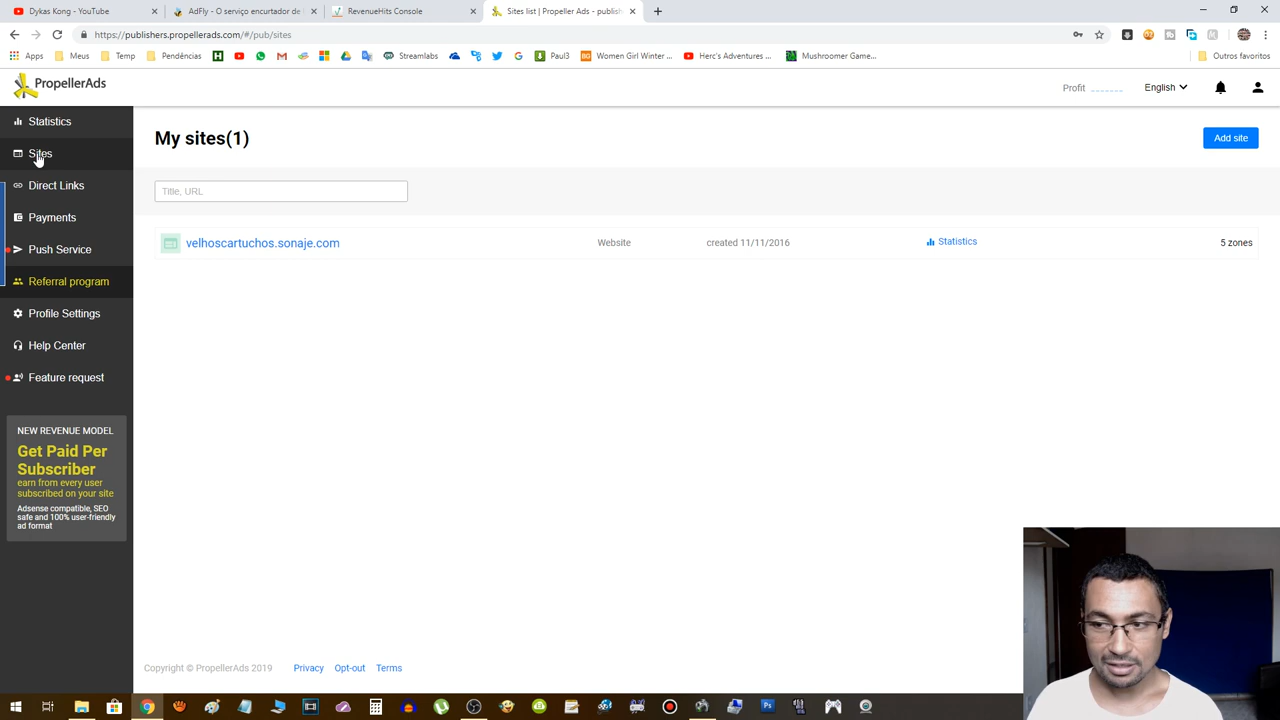 Dykas Kong - YouTube
AdFly - O serviço encurtador de
RevenueHits Console
Sites list | Propeller Ads - publish
https://publishers.propellerads.com/#/pub/sites
Apps
Meus
Temp
Pendências
Streamlabs
Paul3
Women Girl Winter ...
Herc's Adventures ...
Mushroomer Game...
Outros favoritos
PropellerAds
Profit
English
Statistics
Sites
Direct Links
Payments
Push Service
Referral program
Profile Settings
Help Center
Feature request
NEW REVENUE MODEL
Get Paid Per
Subscriber
earn from every user
subscribed on your site
Adsense compatible, SEO
safe and 100% user-friendly
ad format
My sites(1)
Add site
Title, URL
velhoscartuchos.sonaje.com
Website
created 11/11/2016
Statistics
5 zones
Copyright © PropellerAds 2019
Privacy
Opt-out
Terms